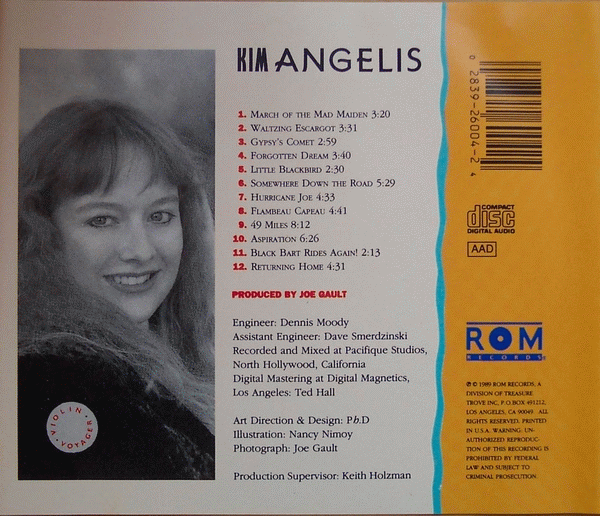 KIM ANGELIS
1. MARCH OF THE MAD MAIDEN 3:20
2. WALTZING ESCARGOT 3:31
3. GYPSY'S COMET 2:59
4. FORGOTTEN DREAM 3:40
5. LITTLE BLACKBIRD 2:30
6. SOMEWHERE DOWN THE ROAD 5:29
7. HURRICANE JOE 4:33
8. FLAMBEAU CAPEAU 4:41
9. 49 MILES 8:12
10. ASPIRATION 6:26
11. BLACK BART RIDES AGAIN! 2:13
12. RETURNING HOME 4:31
PRODUCED BY JOE GAULT
Engineer: Dennis Moody
Assistant Engineer: Dave Smerdzinski
Recorded and Mixed at Pacifique Studios,
North Hollywood, California
Digital Mastering at Digital Magnetics,
Los Angeles: Ted Hall
Art Direction & Design: Ph.D
Illustration: Nancy Nimoy
Photograph: Joe Gault
Production Supervisor: Keith Holzman
VIOLIN VOYAGER
0 2839-26004-2 4
COMPACT
disc
DIGITAL AUDIO
AAD
ROM
RECORDS
℗ © 1989 ROM RECORDS, A
DIVISION OF TREASURE
TROVE INC, P.O. BOX 491212,
LOS ANGELES, CA 90049. ALL
RIGHTS RESERVED. PRINTED
IN U.S.A. WARNING: UN-
AUTHORIZED REPRODUC-
TION OF THIS RECORDING IS
PROHIBITED BY FEDERAL
LAW AND SUBJECT TO
CRIMINAL PROSECUTION.